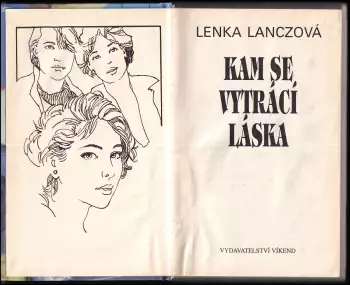 LENKA LANCZOVÁ
KAM SE
VYTRÁCÍ
LÁSKA
VYDAVATELSTVÍ VÍKEND